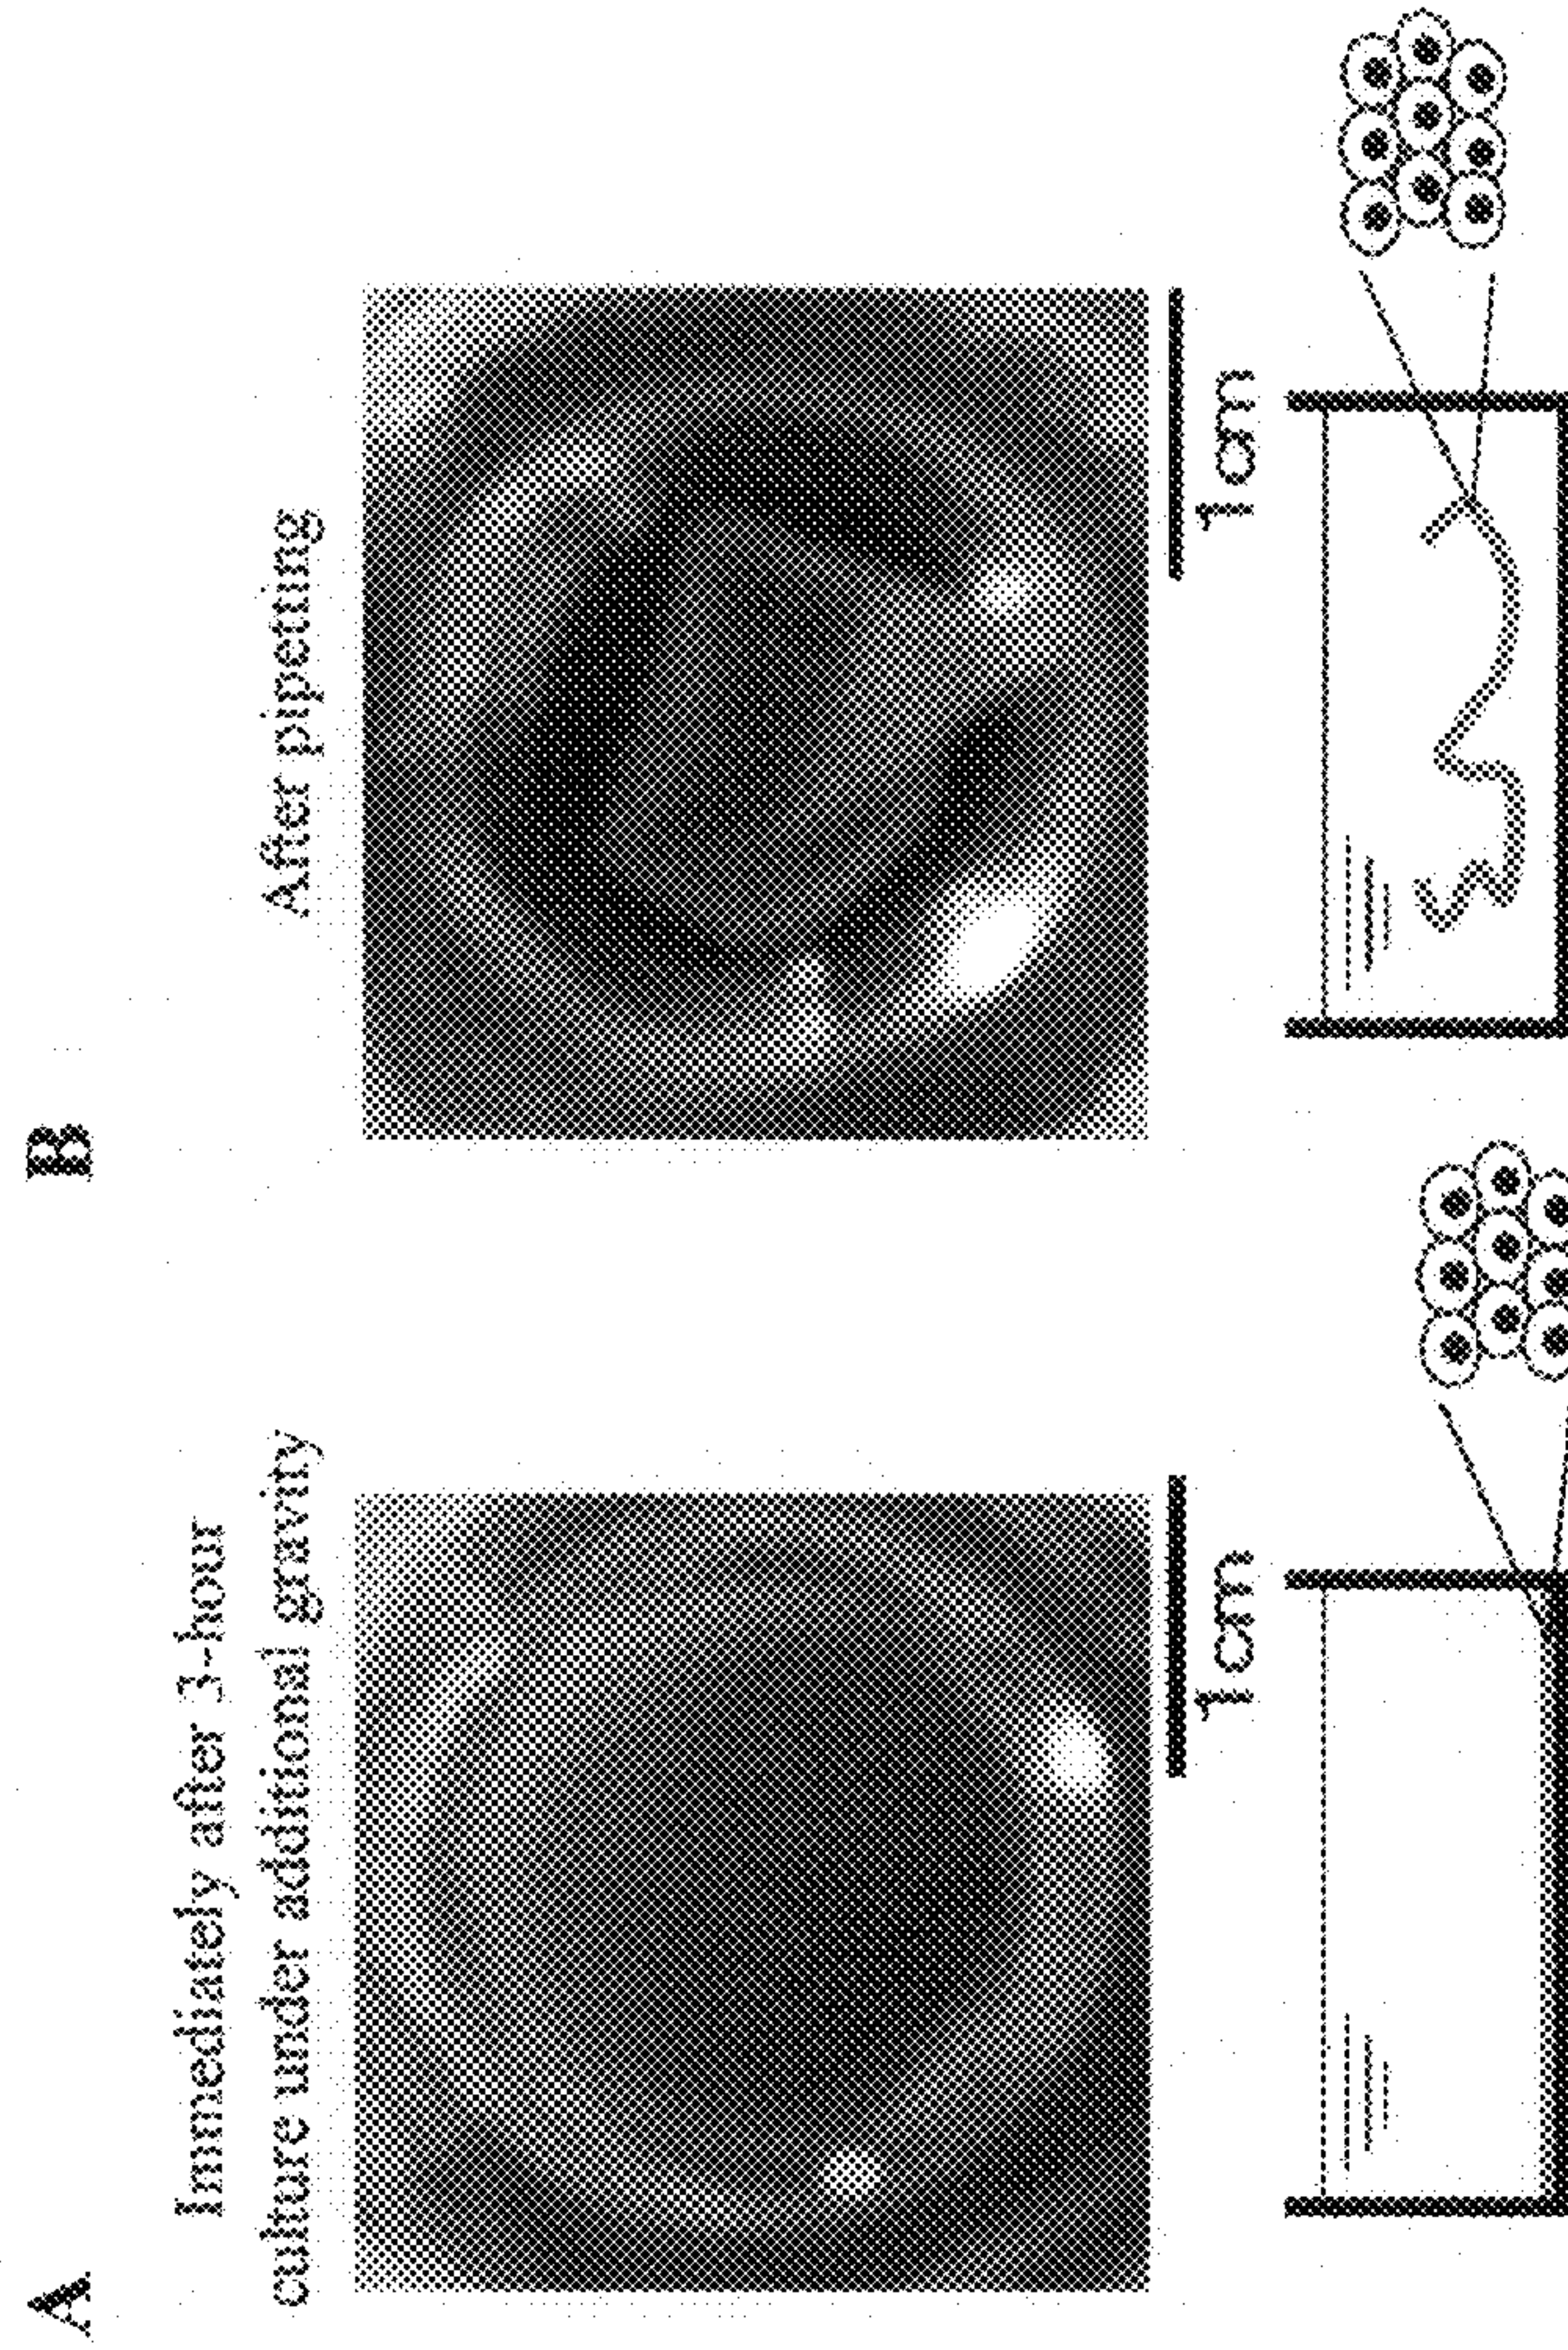 A
Immediately after 3-hour
culture under additional gravity
1cm
B
After pipetting
1cm